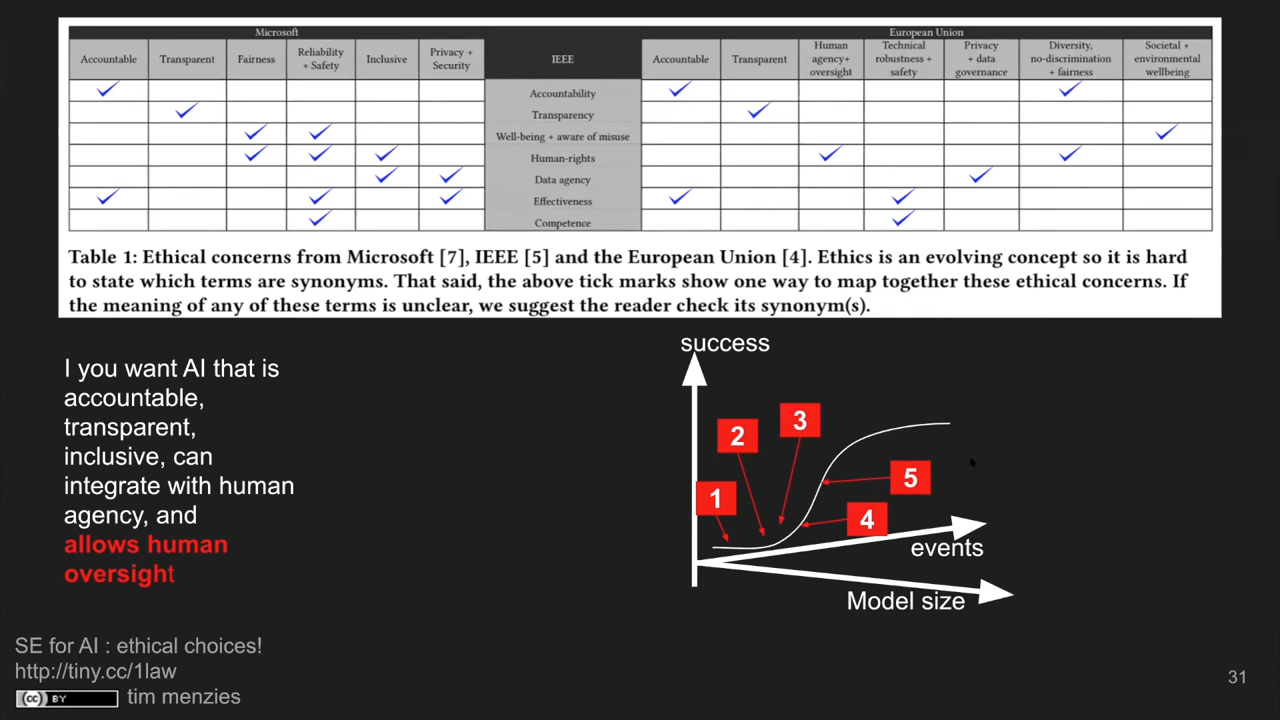 Microsoft
European Union
Accountable
Transparent
Fairness
Reliability
+ Safety
Inclusive
Privacy +
Security
IEEE
Accountable
Transparent
Human
agency+
oversight
Technical
robustness +
safety
Privacy
+ data
governance
Diversity,
no-discrimination
+ fairness
Societal +
environmental
wellbeing
Accountability
Transparency
Well-being + aware of misuse
Human-rights
Data agency
Effectiveness
Competence
Table 1: Ethical concerns from Microsoft [7], IEEE [5] and the European Union [4]. Ethics is an evolving concept so it is hard
to state which terms are synonyms. That said, the above tick marks show one way to map together these ethical concerns. If
the meaning of any of these terms is unclear, we suggest the reader check its synonym(s).
I you want AI that is
accountable,
transparent,
inclusive, can
integrate with human
agency, and
allows human
oversight
success
1
2
3
4
5
events
Model size
SE for AI : ethical choices!
http://tiny.cc/1law
cc BY
tim menzies
31